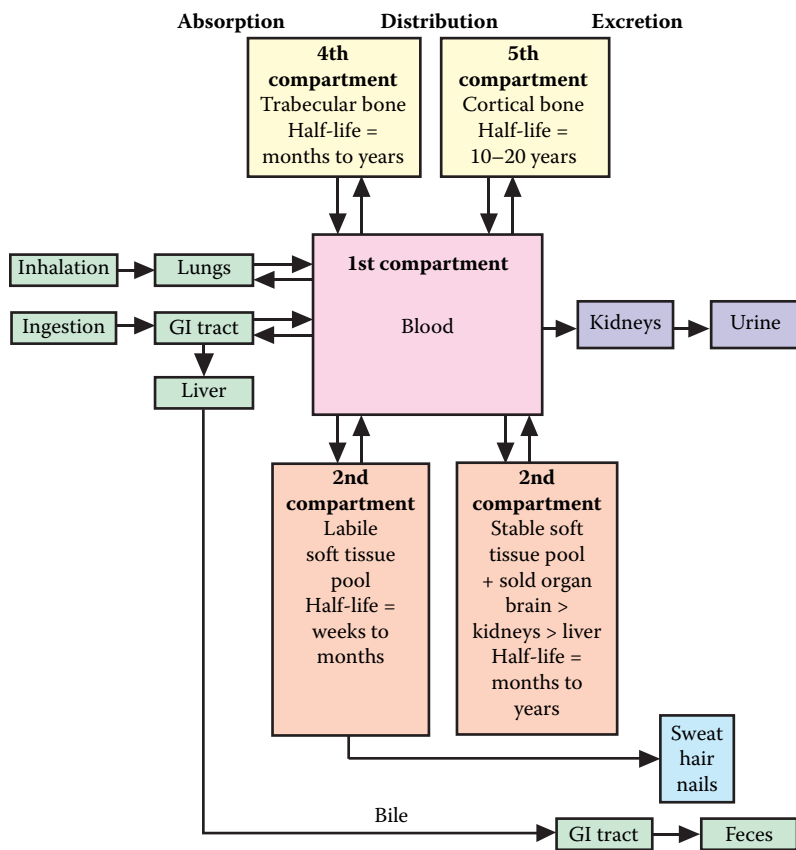 Absorption
Distribution
Excretion
4th
compartment
Trabecular bone
Half-life =
months to years
5th
compartment
Cortical bone
Half-life =
10–20 years
Inhalation
Lungs
1st compartment
Blood
Ingestion
GI tract
Liver
Kidneys
Urine
2nd
compartment
Labile
soft tissue
pool
Half-life =
weeks to
months
2nd
compartment
Stable soft
tissue pool
+ sold organ
brain >
kidneys > liver
Half-life =
months to
years
Sweat
hair
nails
Bile
GI tract
Feces